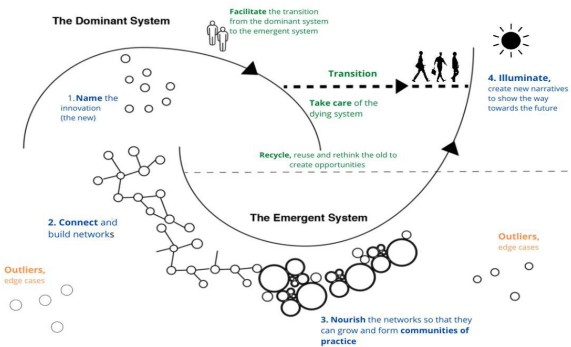 The Dominant System
Facilitate the transition
from the dominant system
to the emergent system
1. Name the
innovation
(the new)
Transition
Take care of the
dying system
4. Illuminate,
create new narratives
to show the way
towards the future
Recycle, reuse and rethink the old to
create opportunities
2. Connect and
build networks
The Emergent System
Outliers,
edge cases
Outliers,
edge cases
3. Nourish the networks so that they
can grow and form communities of
practice